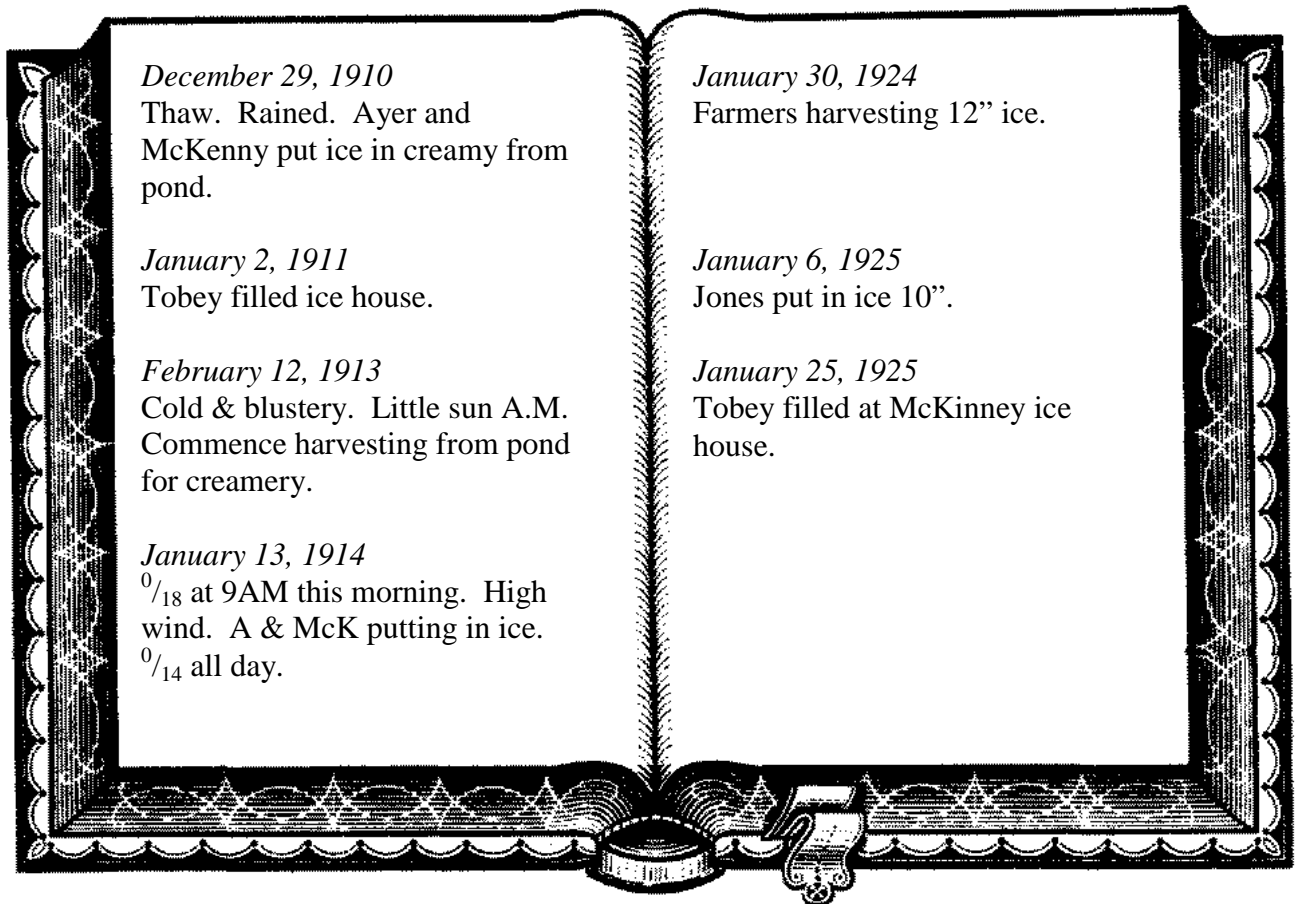 December 29, 1910
Thaw.  Rained.  Ayer and
McKenny put ice in creamy from
pond.
January 2, 1911
Tobey filled ice house.
February 12, 1913
Cold & blustery.  Little sun A.M.
Commence harvesting from pond
for creamery.
January 13, 1914
0/18 at 9AM this morning.  High
wind.  A & McK putting in ice.
0/14 all day.
January 30, 1924
Farmers harvesting 12” ice.
January 6, 1925
Jones put in ice 10”.
January 25, 1925
Tobey filled at McKinney ice
house.